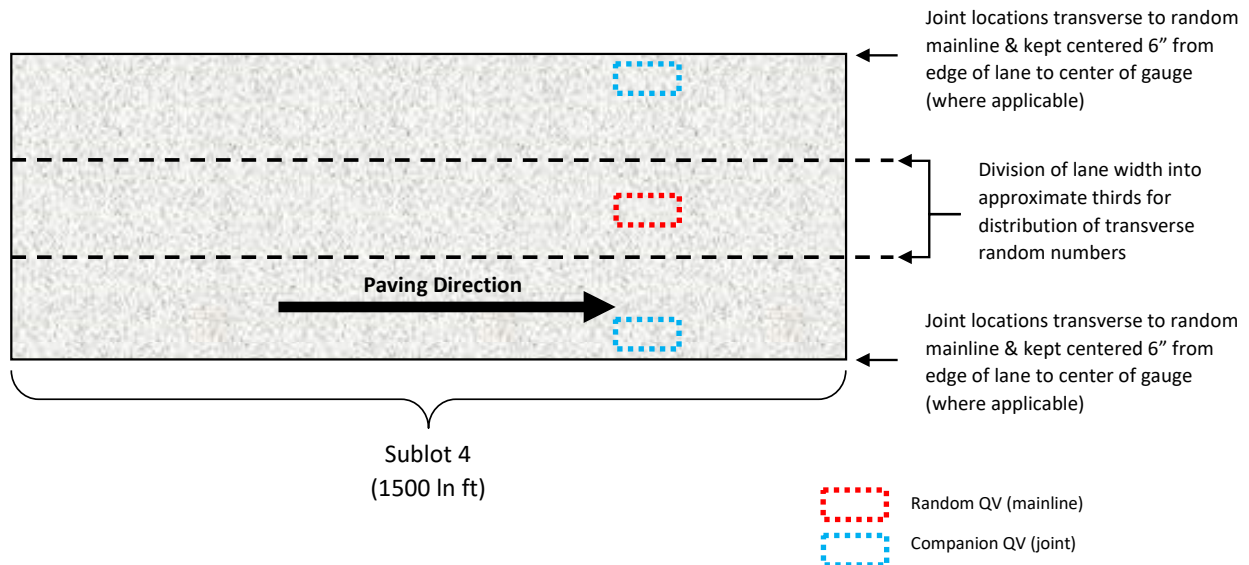 Joint locations transverse to random
mainline & kept centered 6” from
edge of lane to center of gauge
(where applicable)
Division of lane width into
approximate thirds for
distribution of transverse
random numbers
Paving Direction
Joint locations transverse to random
mainline & kept centered 6” from
edge of lane to center of gauge
(where applicable)
Sublot 4
(1500 ln ft)
Random QV (mainline)
Companion QV (joint)